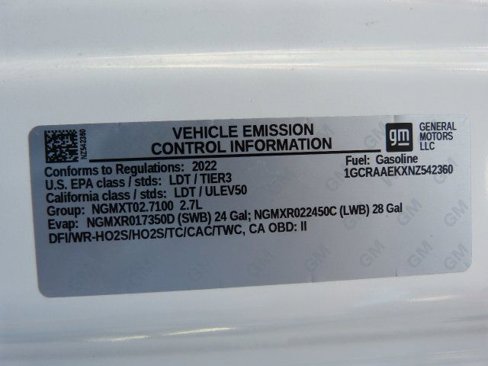 NZ542360
VEHICLE EMISSION
CONTROL INFORMATION
gm
GENERAL
MOTORS
LLC
Conforms to Regulations: 2022
Fuel: Gasoline
U.S. EPA class / stds: LDT / TIER3
1GCRAAEKXNZ542360
California class / stds: LDT / ULEV50
Group: NGMXT02.7100 2.7L
Evap: NGMXR017350D (SWB) 24 Gal; NGMXR022450C (LWB) 28 Gal
DFI/WR-HO2S/HO2S/TC/CAC/TWC, CA OBD: II